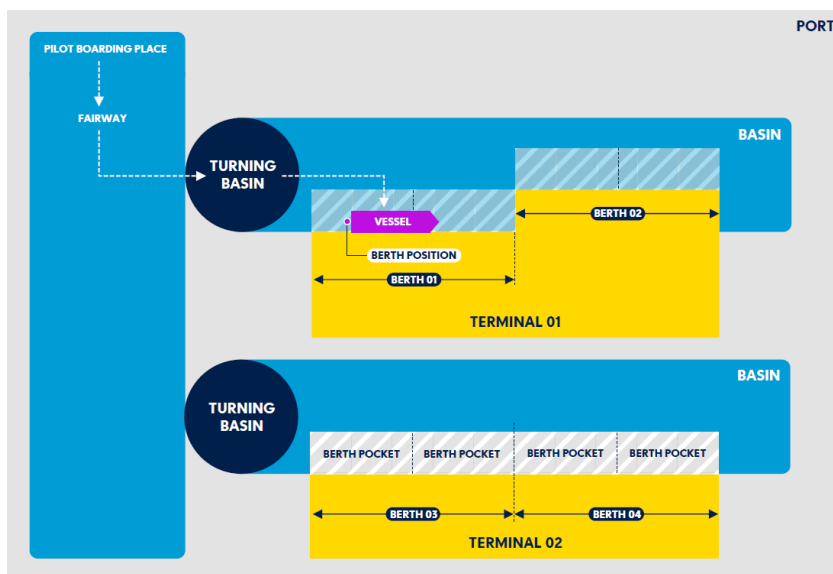 PORT
PILOT BOARDING PLACE
FAIRWAY
TURNING
BASIN
BASIN
VESSEL
BERTH POSITION
BERTH 01
BERTH 02
TERMINAL 01
TURNING
BASIN
BASIN
BERTH POCKET
BERTH POCKET
BERTH POCKET
BERTH POCKET
BERTH 03
BERTH 04
TERMINAL 02